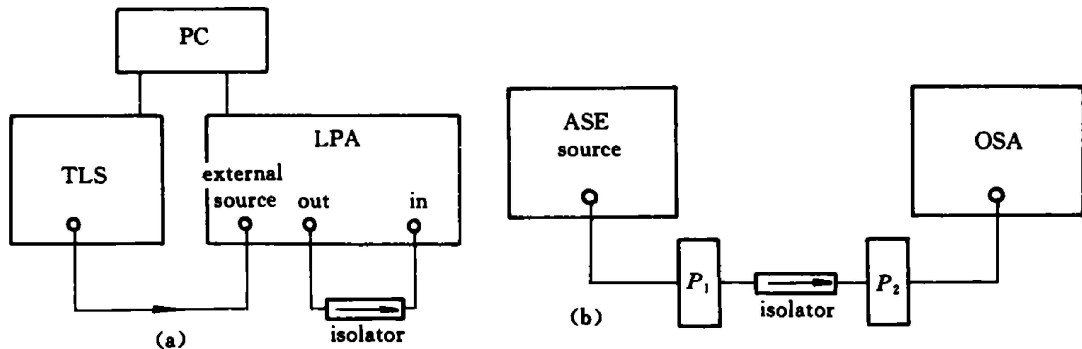 PC
TLS
LPA
external
source
out
in
isolator
(a)
ASE
source
OSA
P1
P2
isolator
(b)